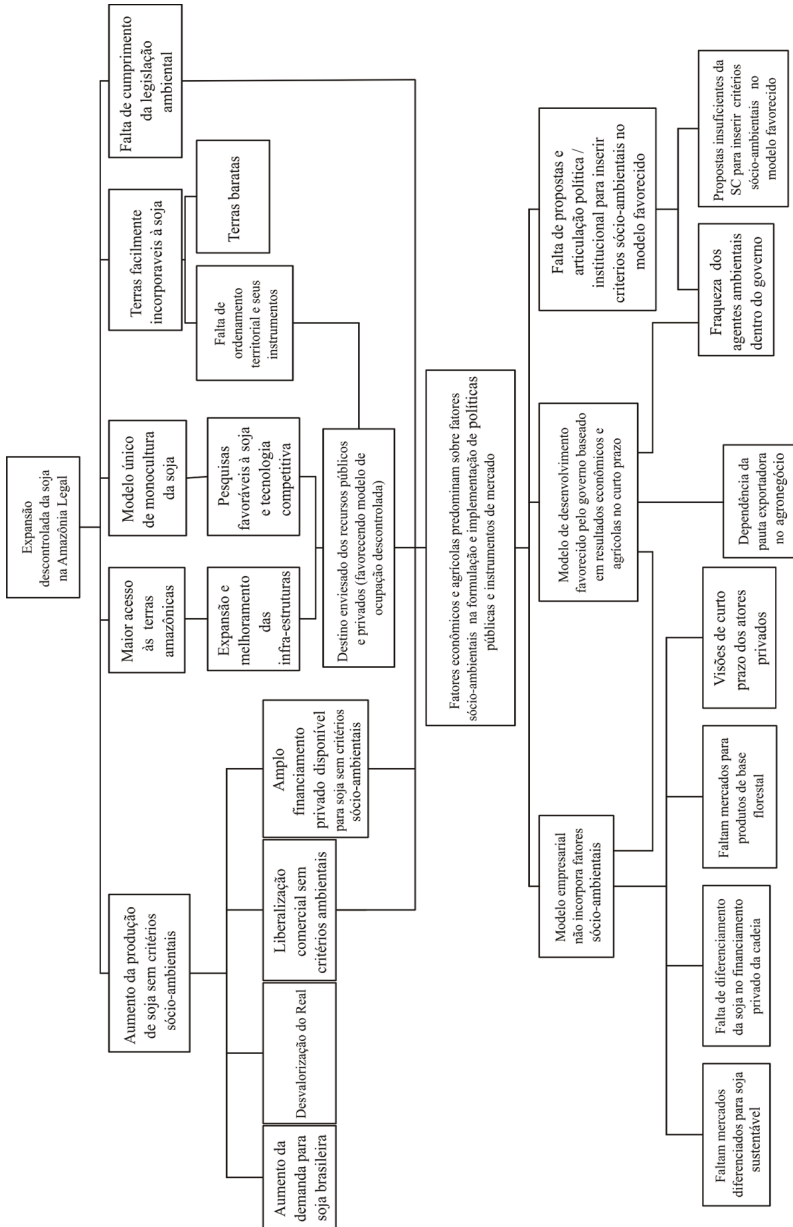 Expansão
descontrolada da soja
na Amazônia Legal
Aumento da produção
de soja sem critérios
sócio-ambientais
Maior acesso
às terras
amazônicas
Modelo único
de monocultura
da soja
Terras facilmente
incorporaveis à soja
Falta de cumprimento
da legislação
ambiental
Expansão e
melhoramento
das
infra-estruturas
Pesquisas
favoráveis à soja
e tecnologia
competitiva
Falta de
ordenamento
territorial e seus
instrumentos
Terras baratas
Aumento da
demanda para
soja brasileira
Desvalorização do Real
Liberalização
comercial sem
critérios ambientais
Amplo
financiamento
privado disponível
para soja sem critérios
sócio-ambientais
Destino enviesado dos recursos públicos
e privados (favorecendo modelo de
ocupação descontrolada)
Fatores econômicos e agrícolas predominam sobre fatores
sócio-ambientais na formulação e implementação de políticas
públicas e instrumentos de mercado
Modelo empresarial
não incorpora fatores
sócio-ambientais
Modelo de desenvolvimento
favorecido pelo governo baseado
em resultados econômicos e
agrícolas no curto prazo
Falta de propostas e
articulação política /
institucional para inserir
criterios sócio-ambientais no
modelo favorecido
Faltam mercados
diferenciados para soja
sustentável
Falta de diferenciamento
da soja no financiamento
privado da cadeia
Faltam mercados para
produtos de base
florestal
Visões de curto
prazo dos atores
privados
Dependência da
pauta exportadora
no agronegócio
Fraqueza dos
agentes ambientais
dentro do governo
Propostas insuficientes da
SC para inserir critérios
sócio-ambientais no
modelo favorecido